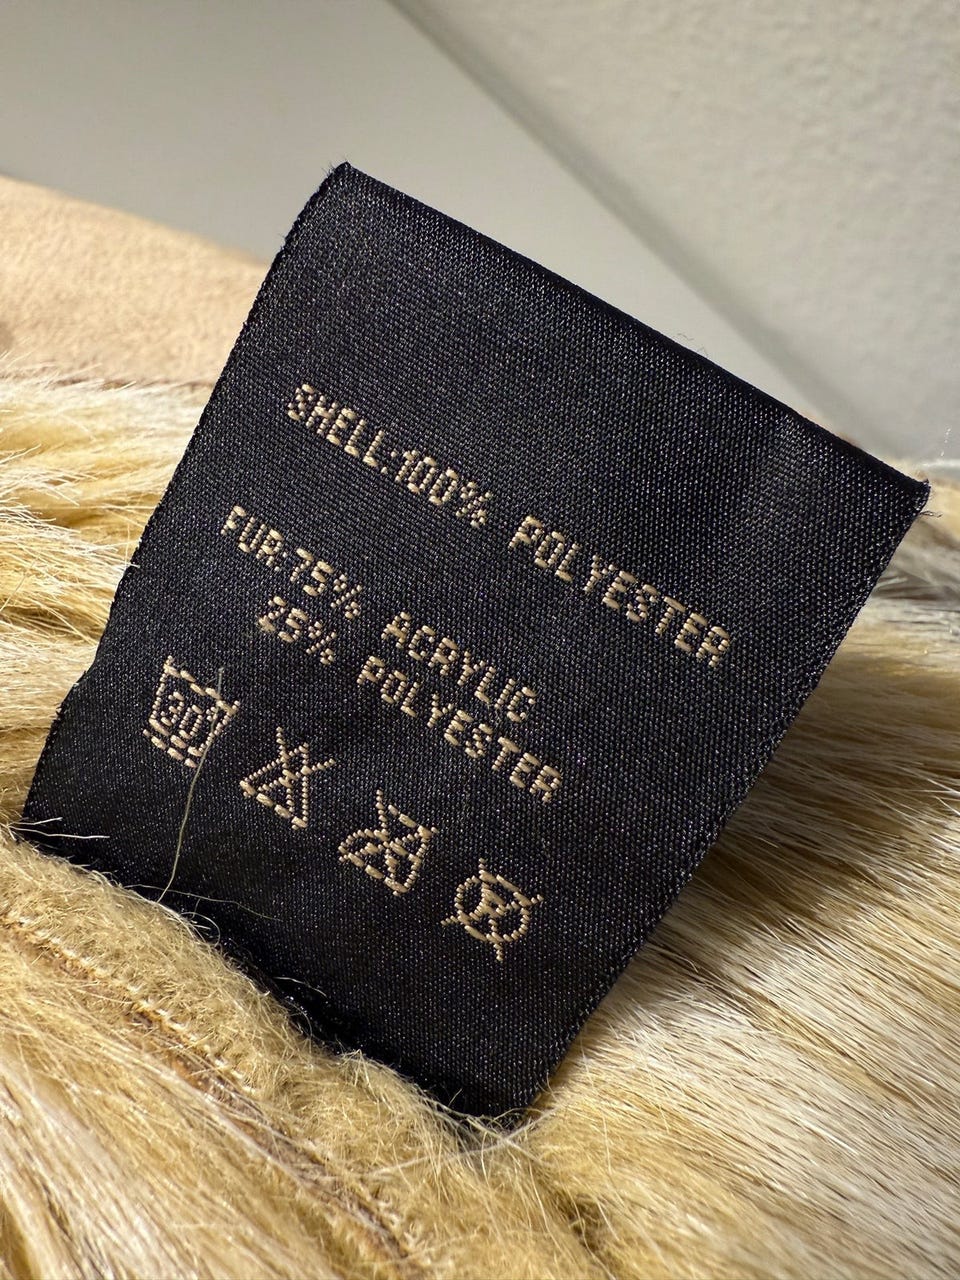 SHELL:100% POLYESTER
FUR:75% ACRYLIC
25% POLYESTER
30